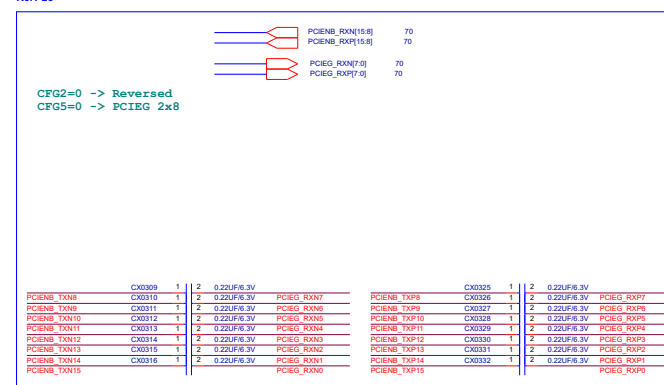 PCIENB_RXN[15:8] 70
PCIENB_RXP[15:8] 70
PCIEG_RXN[7:0] 70
PCIEG_RXP[7:0] 70
CFG2=0 -> Reversed
CFG5=0 -> PCIEG 2x8
CX0309 1 2 0.22UF/6.3V CX0325 1 2 0.22UF/6.3V
PCIENB_TXN8 CX0310 1 2 0.22UF/6.3V PCIEG_RXN7 PCIENB_TXP8 CX0326 1 2 0.22UF/6.3V PCIEG_RXP7
PCIENB_TXN9 CX0311 1 2 0.22UF/6.3V PCIEG_RXN6 PCIENB_TXP9 CX0327 1 2 0.22UF/6.3V PCIEG_RXP6
PCIENB_TXN10 CX0312 1 2 0.22UF/6.3V PCIEG_RXN5 PCIENB_TXP10 CX0328 1 2 0.22UF/6.3V PCIEG_RXP5
PCIENB_TXN11 CX0313 1 2 0.22UF/6.3V PCIEG_RXN4 PCIENB_TXP11 CX0329 1 2 0.22UF/6.3V PCIEG_RXP4
PCIENB_TXN12 CX0314 1 2 0.22UF/6.3V PCIEG_RXN3 PCIENB_TXP12 CX0330 1 2 0.22UF/6.3V PCIEG_RXP3
PCIENB_TXN13 CX0315 1 2 0.22UF/6.3V PCIEG_RXN2 PCIENB_TXP13 CX0331 1 2 0.22UF/6.3V PCIEG_RXP2
PCIENB_TXN14 CX0316 1 2 0.22UF/6.3V PCIEG_RXN1 PCIENB_TXP14 CX0332 1 2 0.22UF/6.3V PCIEG_RXP1
PCIENB_TXN15 PCIEG_RXN0 PCIENB_TXP15 PCIEG_RXP0